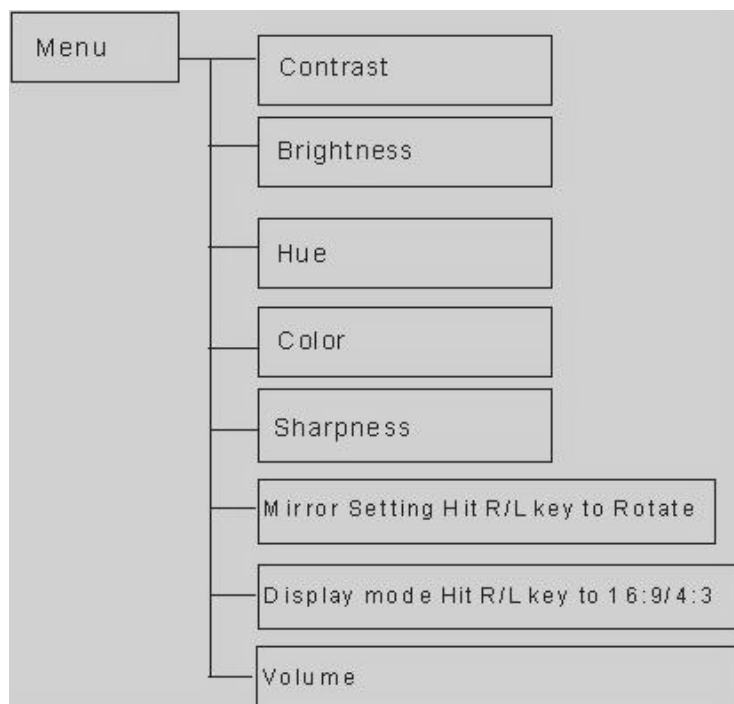 Menu
Contrast
Brightness
Hue
Color
Sharpness
Mirror Setting Hit R/L key to Rotate
Display mode Hit R/L key to 16:9/4:3
Volume